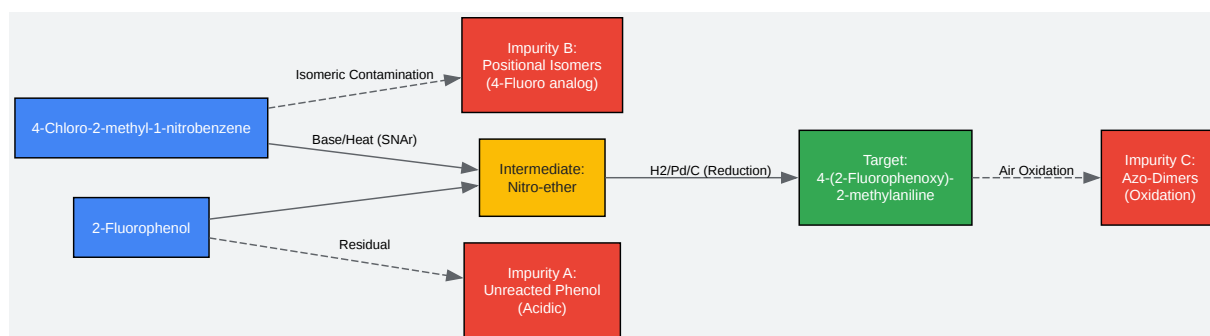 Impurity B:
Positional Isomers
(4-Fluoro analog)
Isomeric Contamination
4-Chloro-2-methyl-1-nitrobenzene
Base/Heat (SNAr)
Intermediate:
Nitro-ether
H2/Pd/C (Reduction)
Target:
4-(2-Fluorophenoxy)-
2-methylaniline
Air Oxidation
Impurity C:
Azo-Dimers
(Oxidation)
2-Fluorophenol
Residual
Impurity A:
Unreacted Phenol
(Acidic)